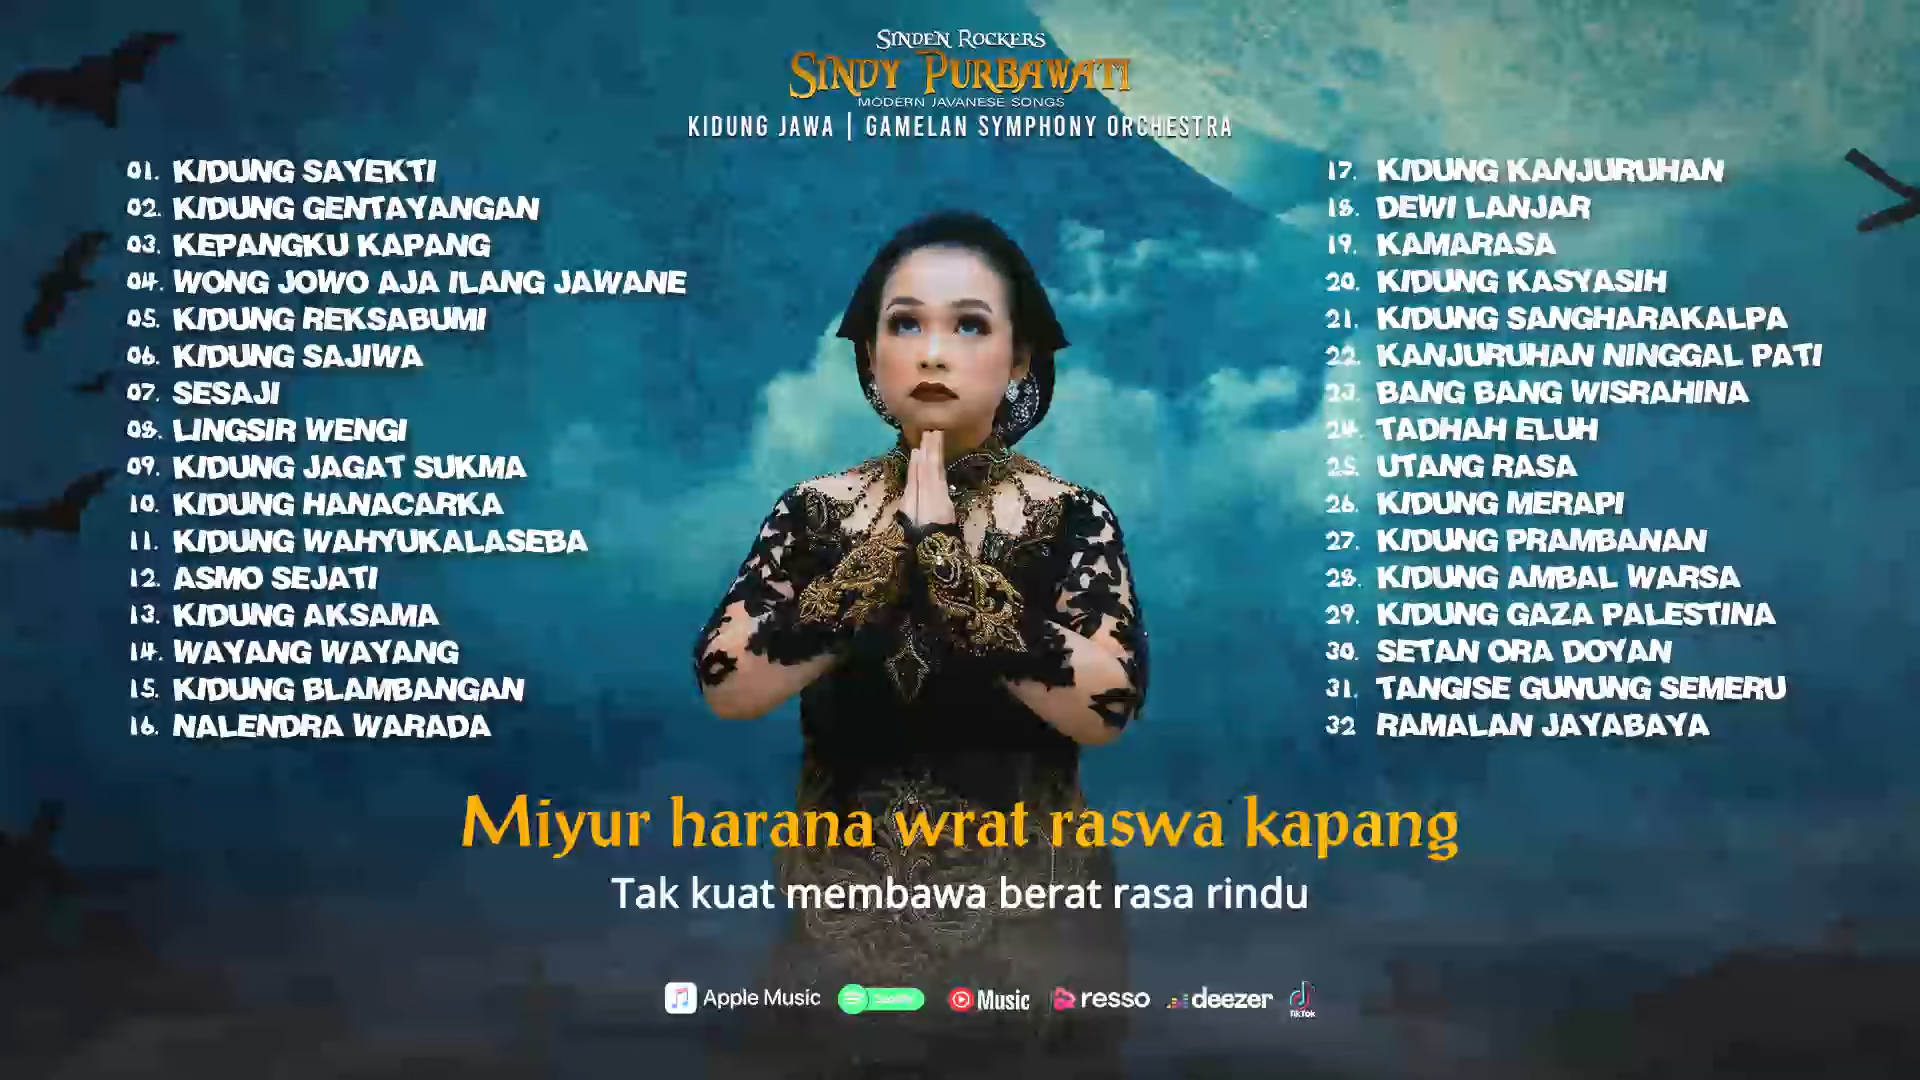 SINDEN ROCKERS
SINDY PURBAWATI
MODERN JAVANESE SONGS
KIDUNG JAWA | GAMELAN SYMPHONY ORCHESTRA
01. KIDUNG SAYEKTI
02. KIDUNG GENTAYANGAN
03. KEPANGKU KAPANG
04. WONG JOWO AJA ILANG JAWANE
05. KIDUNG REKSABUMI
06. KIDUNG SAJIWA
07. SESAJI
08. LINGSIR WENGI
09. KIDUNG JAGAT SUKMA
10. KIDUNG HANACARKA
11. KIDUNG WAHYUKALASEBA
12. ASMO SEJATI
13. KIDUNG AKSAMA
14. WAYANG WAYANG
15. KIDUNG BLAMBANGAN
16. NALENDRA WARADA
17. KIDUNG KANJURUHAN
18. DEWI LANJAR
19. KAMARASA
20. KIDUNG KASYASIH
21. KIDUNG SANGHARAKALPA
22. KANJURUHAN NINGGAL PATI
23. BANG BANG WISRAHINA
24. TADHAH ELUH
25. UTANG RASA
26. KIDUNG MERAPI
27. KIDUNG PRAMBANAN
28. KIDUNG AMBAL WARSA
29. KIDUNG GAZA PALESTINA
30. SETAN ORA DOYAN
31. TANGISE GUNUNG SEMERU
32 RAMALAN JAYABAYA
Miyur harana wrat raswa kapang
Tak kuat membawa berat rasa rindu
Apple Music Spotify Music resso deezer TikTok